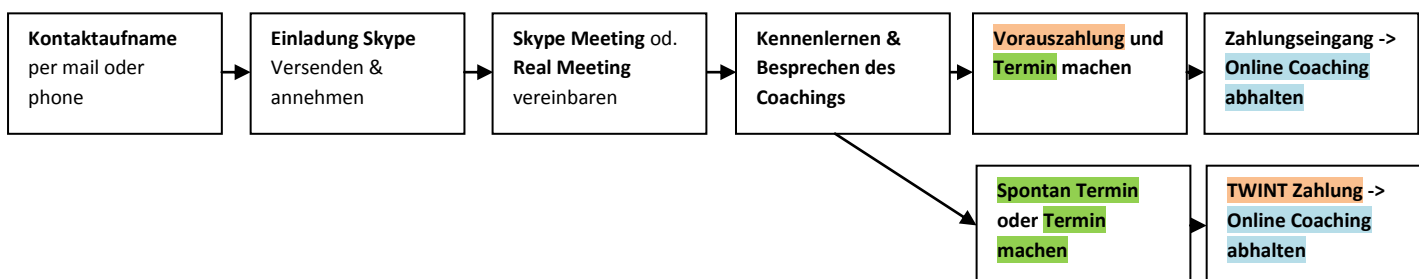 Kontaktaufname
per mail oder
phone
Einladung Skype
Versenden &
annehmen
Skype Meeting od.
Real Meeting
vereinbaren
Kennenlernen &
Besprechen des
Coachings
Vorauszahlung und
Termin machen
Zahlungseingang ->
Online Coaching
abhalten
Spontan Termin
oder Termin
machen
TWINT Zahlung ->
Online Coaching
abhalten